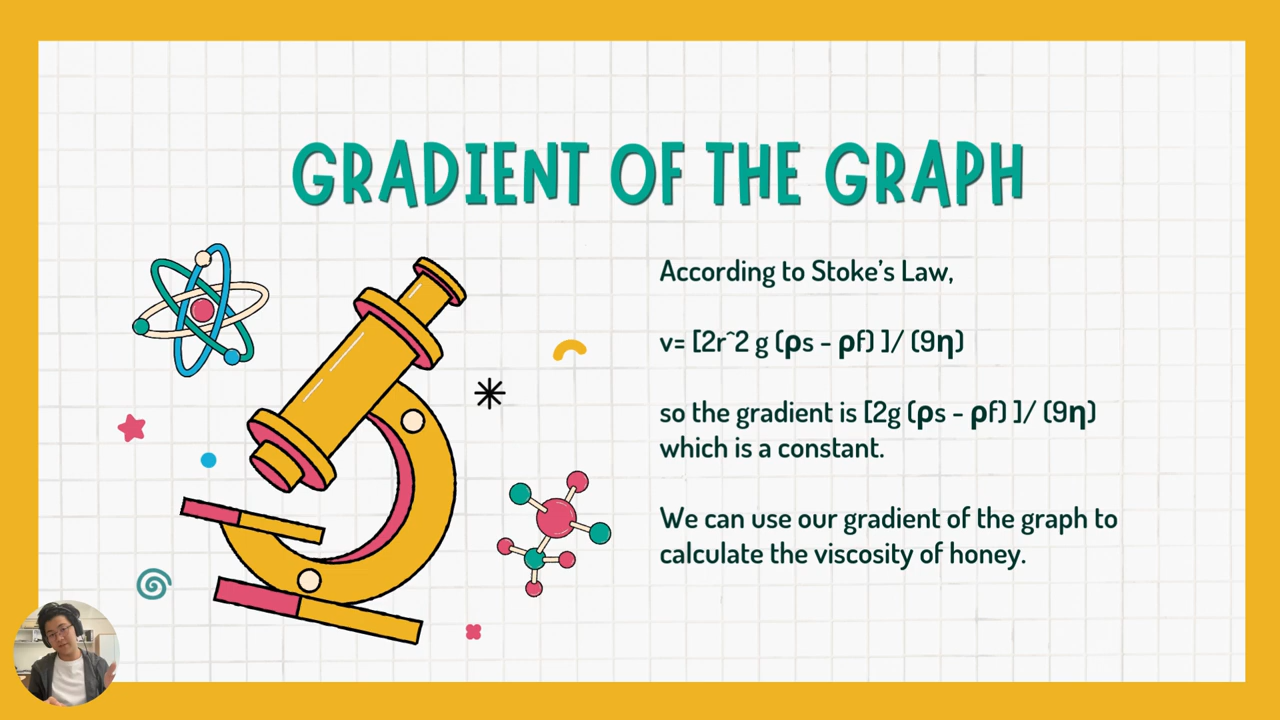 GRADIENT OF THE GRAPH
According to Stoke’s Law,
v= [2r^2 g (ρs - ρf) ]/ (9η)
so the gradient is [2g (ρs - ρf) ]/ (9η)
which is a constant.
We can use our gradient of the graph to
calculate the viscosity of honey.